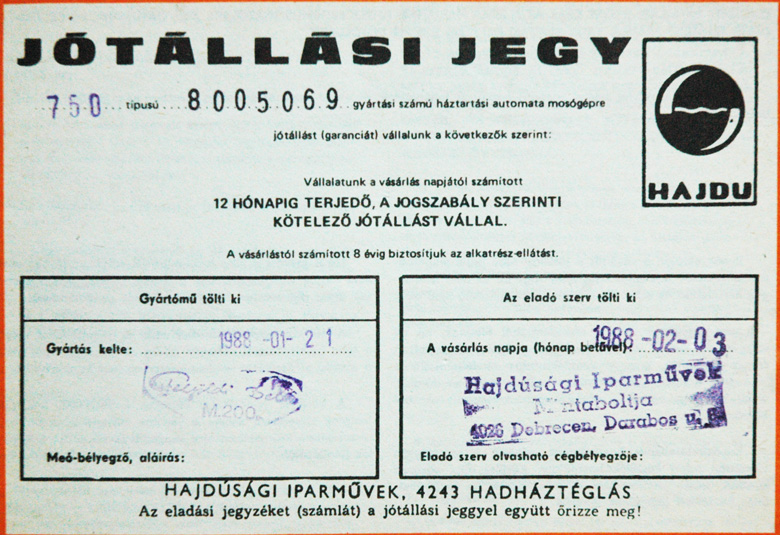 JÓTÁLLÁSI JEGY
750 típusú 8005069 gyártási számú háztartási automata mosógépre
jótállást (garanciát) vállalunk a következők szerint:
HAJDU
Vállalatunk a vásárlás napjától számított
12 HÓNAPIG TERJEDŐ, A JOGSZABÁLY SZERINTI
KÖTELEZŐ JÓTÁLLÁST VÁLLAL.
A vásárlástól számított 8 évig biztosítjuk az alkatrész-ellátást.
Gyártómű tölti ki
Gyártás kelte: 1988 -01- 21
M.200.
Meó-bélyegző, aláírás:
Az eladó szerv tölti ki
A vásárlás napja (hónap betűvel): 1988 -02- 03
Hajdúsági Iparművek
Mintaboltja
4026 Debrecen, Darabos u.
Eladó szerv olvasható cégbélyegzője:
HAJDÚSÁGI IPARMŰVEK, 4243 HADHÁZTÉGLÁS
Az eladási jegyzéket (számlát) a jótállási jeggyel együtt őrizze meg!